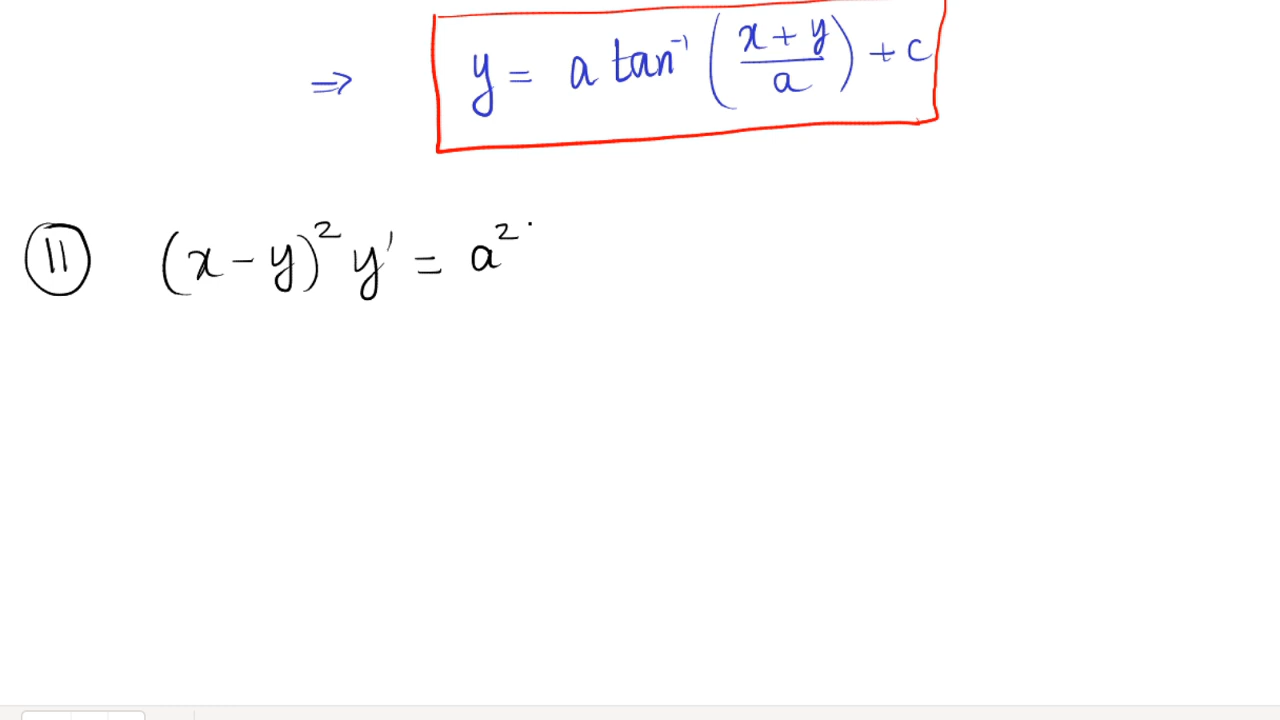 ⇒ y = a tan⁻¹ ((x + y)/a) + c
⑪ (x - y)² y' = a² .